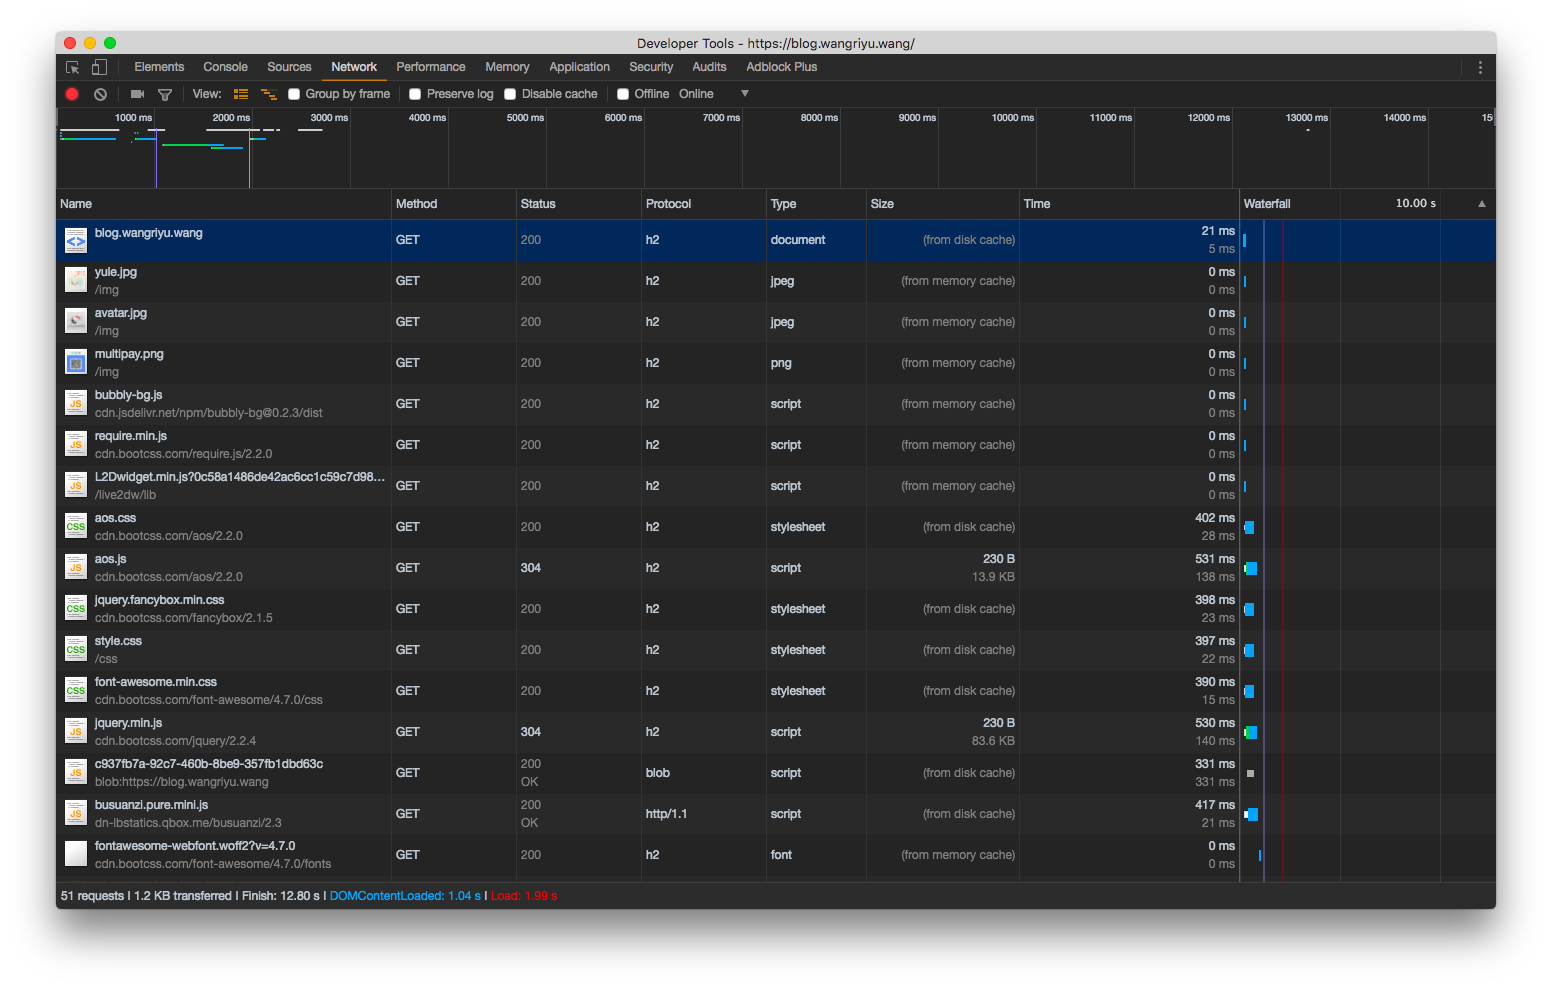 Developer Tools - https://blog.wangriyu.wang/
Elements Console Sources Network Performance Memory Application Security Audits Adblock Plus
View: Group by frame Preserve log Disable cache Offline Online
1000 ms 2000 ms 3000 ms 4000 ms 5000 ms 6000 ms 7000 ms 8000 ms 9000 ms 10000 ms 11000 ms 12000 ms 13000 ms 14000 ms 15
Name Method Status Protocol Type Size Time Waterfall 10.00 s
blog.wangriyu.wang GET 200 h2 document (from disk cache) 21 ms
5 ms
yule.jpg GET 200 h2 jpeg (from memory cache) 0 ms
/img 0 ms
avatar.jpg GET 200 h2 jpeg (from memory cache) 0 ms
/img 0 ms
multipay.png GET 200 h2 png (from memory cache) 0 ms
/img 0 ms
JS bubbly-bg.js GET 200 h2 script (from memory cache) 0 ms
cdn.jsdelivr.net/npm/bubbly-bg@0.2.3/dist 0 ms
JS require.min.js GET 200 h2 script (from memory cache) 0 ms
cdn.bootcss.com/require.js/2.2.0 0 ms
JS L2Dwidget.min.js?0c58a1486de42ac6cc1c59c7d98... GET 200 h2 script (from memory cache) 0 ms
/live2dw/lib 0 ms
CSS aos.css GET 200 h2 stylesheet (from disk cache) 402 ms
cdn.bootcss.com/aos/2.2.0 28 ms
JS aos.js GET 304 h2 script 230 B 531 ms
cdn.bootcss.com/aos/2.2.0 13.9 KB 138 ms
CSS jquery.fancybox.min.css GET 200 h2 stylesheet (from disk cache) 398 ms
cdn.bootcss.com/fancybox/2.1.5 23 ms
CSS style.css GET 200 h2 stylesheet (from disk cache) 397 ms
/css 22 ms
CSS font-awesome.min.css GET 200 h2 stylesheet (from disk cache) 390 ms
cdn.bootcss.com/font-awesome/4.7.0/css 15 ms
JS jquery.min.js GET 304 h2 script 230 B 530 ms
cdn.bootcss.com/jquery/2.2.4 83.6 KB 140 ms
JS c937fb7a-92c7-460b-8be9-357fb1dbd63c GET 200 blob script (from disk cache) 331 ms
blob:https://blog.wangriyu.wang OK 331 ms
JS busuanzi.pure.mini.js GET 200 http/1.1 script (from disk cache) 417 ms
dn-lbstatics.qbox.me/busuanzi/2.3 OK 21 ms
fontawesome-webfont.woff2?v=4.7.0 GET 200 h2 font (from memory cache) 0 ms
cdn.bootcss.com/font-awesome/4.7.0/fonts 0 ms
51 requests | 1.2 KB transferred | Finish: 12.80 s | DOMContentLoaded: 1.04 s | Load: 1.99 s